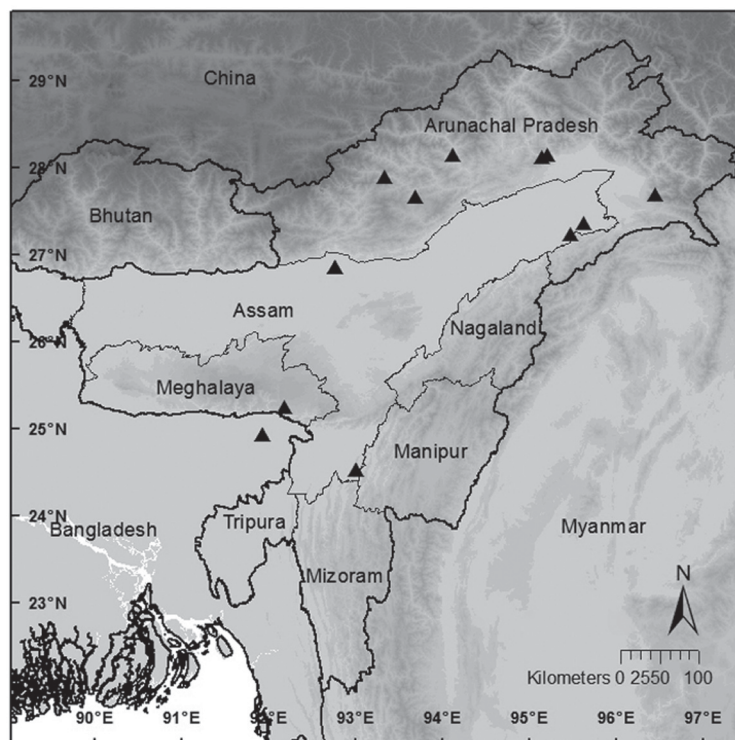 29°N
China
Arunachal Pradesh
28°N
Bhutan
27°N
Assam
Nagaland
26°N
Meghalaya
25°N
Manipur
24°N
Bangladesh
Tripura
Myanmar
Mizoram
N
23°N
Kilometers 0 2550 100
90°E 91°E 92°E 93°E 94°E 95°E 96°E 97°E